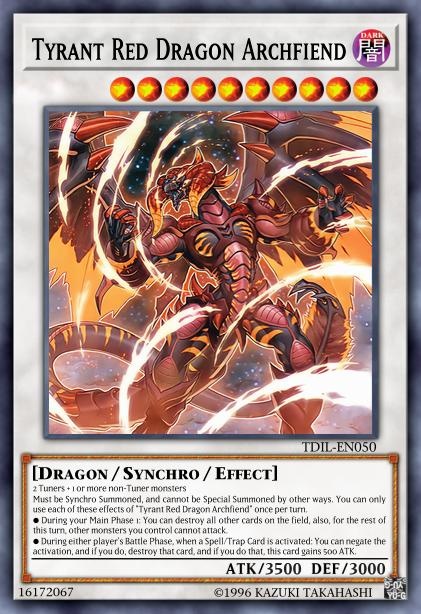 TYRANT RED DRAGON ARCHFIEND
DARK
闇
TDIL-EN050
[DRAGON / SYNCHRO / EFFECT]
2 Tuners + 1 or more non-Tuner monsters
Must be Synchro Summoned, and cannot be Special Summoned by other ways. You can only
use each of these effects of "Tyrant Red Dragon Archfiend" once per turn.
● During your Main Phase 1: You can destroy all other cards on the field, also, for the rest of
this turn, other monsters you control cannot attack.
● During either player's Battle Phase, when a Spell/Trap Card is activated: You can negate the
activation, and if you do, destroy that card, and if you do that, this card gains 500 ATK.
ATK/3500 DEF/3000
16172067
©1996 KAZUKI TAKAHASHI